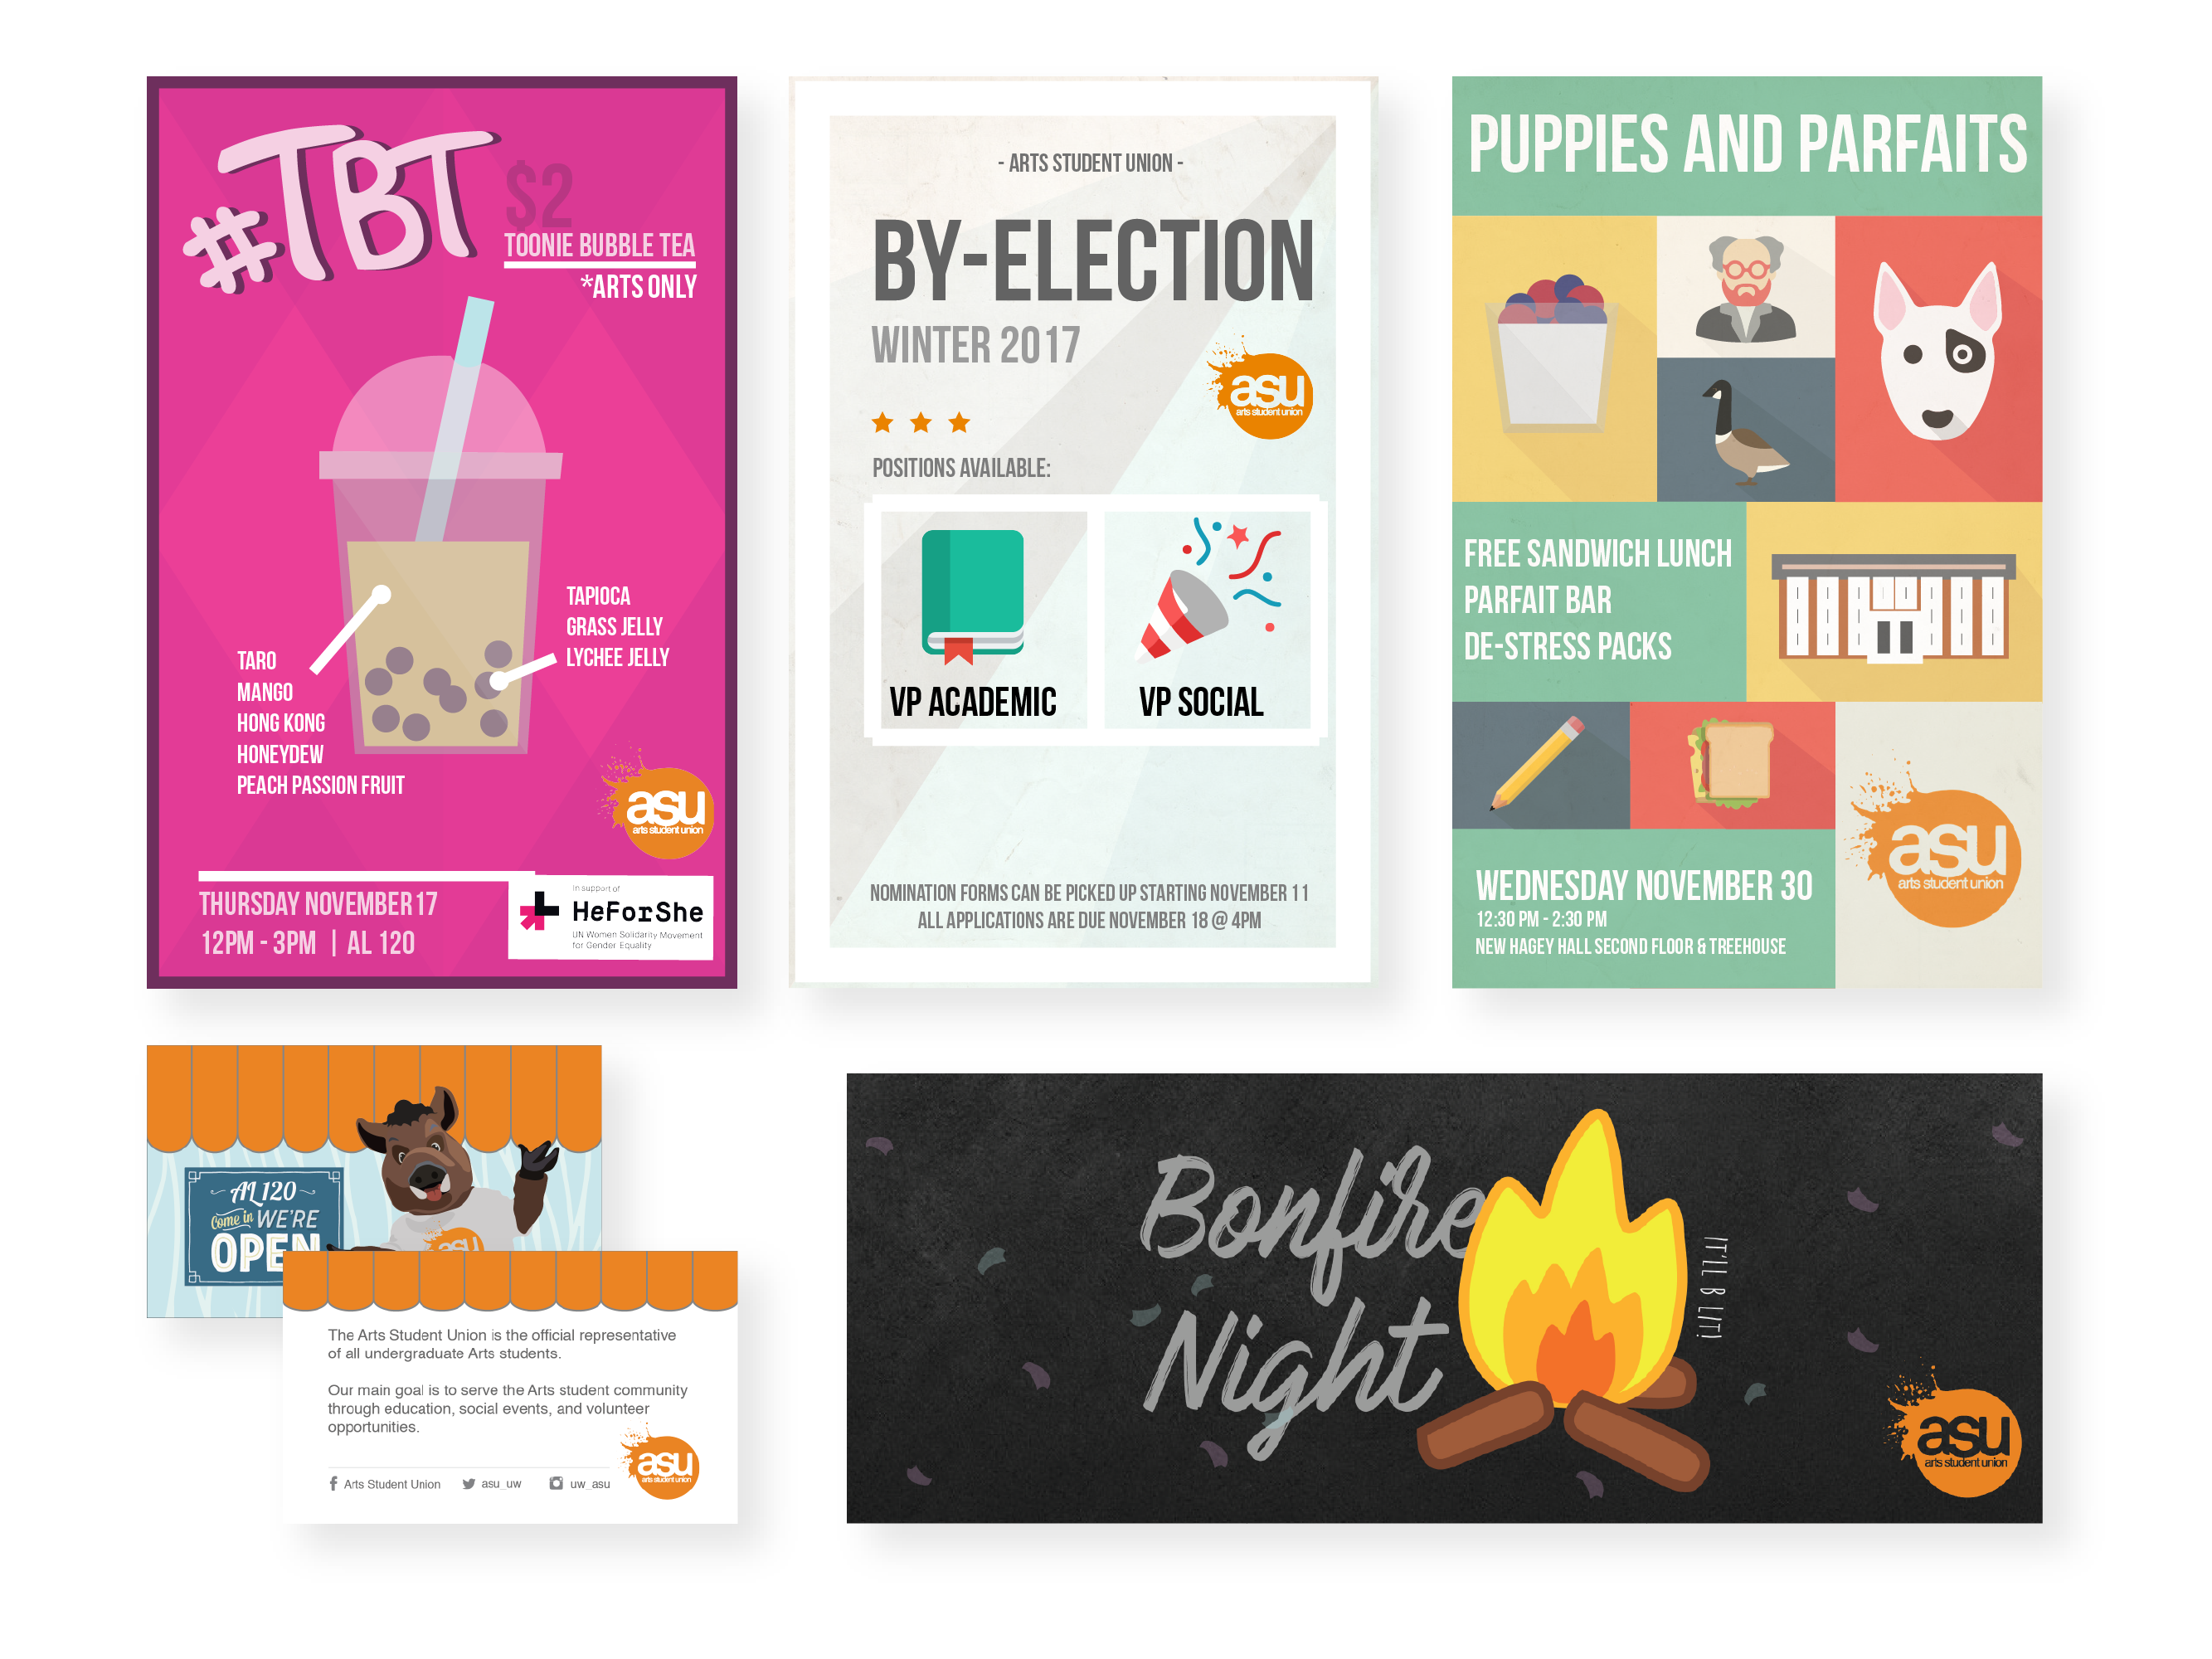 #TBT
$2
TOONIE BUBBLE TEA
*ARTS ONLY
TAPIOCA
GRASS JELLY
LYCHEE JELLY
TARO
MANGO
HONG KONG
HONEYDEW
PEACH PASSION FRUIT
asu
arts student union
THURSDAY NOVEMBER 17
12PM - 3PM | AL 120
In support of
HeForShe
UN Women Solidarity Movement
for Gender Equality
- ARTS STUDENT UNION -
BY-ELECTION
WINTER 2017
asu
arts student union
POSITIONS AVAILABLE:
VP ACADEMIC
VP SOCIAL
NOMINATION FORMS CAN BE PICKED UP STARTING NOVEMBER 11
ALL APPLICATIONS ARE DUE NOVEMBER 18 @ 4PM
PUPPIES AND PARFAITS
FREE SANDWICH LUNCH
PARFAIT BAR
DE-STRESS PACKS
asu
arts student union
WEDNESDAY NOVEMBER 30
12:30 PM - 2:30 PM
NEW HAGEY HALL SECOND FLOOR & TREEHOUSE
AL 120
Come in WE'RE
OPEN
asu
The Arts Student Union is the official representative
of all undergraduate Arts students.
Our main goal is to serve the Arts student community
through education, social events, and volunteer
opportunities.
asu
arts student union
Arts Student Union
asu_uw
uw_asu
Bonfire
Night
IT'LL B LIT!
asu
arts student union